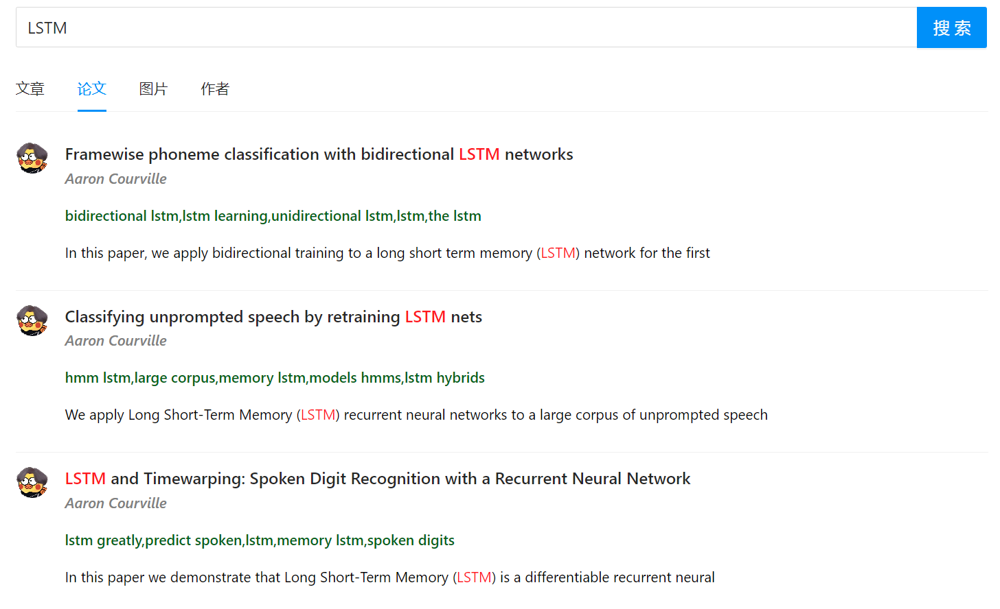 LSTM
搜 索
文章 论文 图片 作者
Framewise phoneme classification with bidirectional LSTM networks
Aaron Courville
bidirectional lstm,lstm learning,unidirectional lstm,lstm,the lstm
In this paper, we apply bidirectional training to a long short term memory (LSTM) network for the first
Classifying unprompted speech by retraining LSTM nets
Aaron Courville
hmm lstm,large corpus,memory lstm,models hmms,lstm hybrids
We apply Long Short-Term Memory (LSTM) recurrent neural networks to a large corpus of unprompted speech
LSTM and Timewarping: Spoken Digit Recognition with a Recurrent Neural Network
Aaron Courville
lstm greatly,predict spoken,lstm,memory lstm,spoken digits
In this paper we demonstrate that Long Short-Term Memory (LSTM) is a differentiable recurrent neural